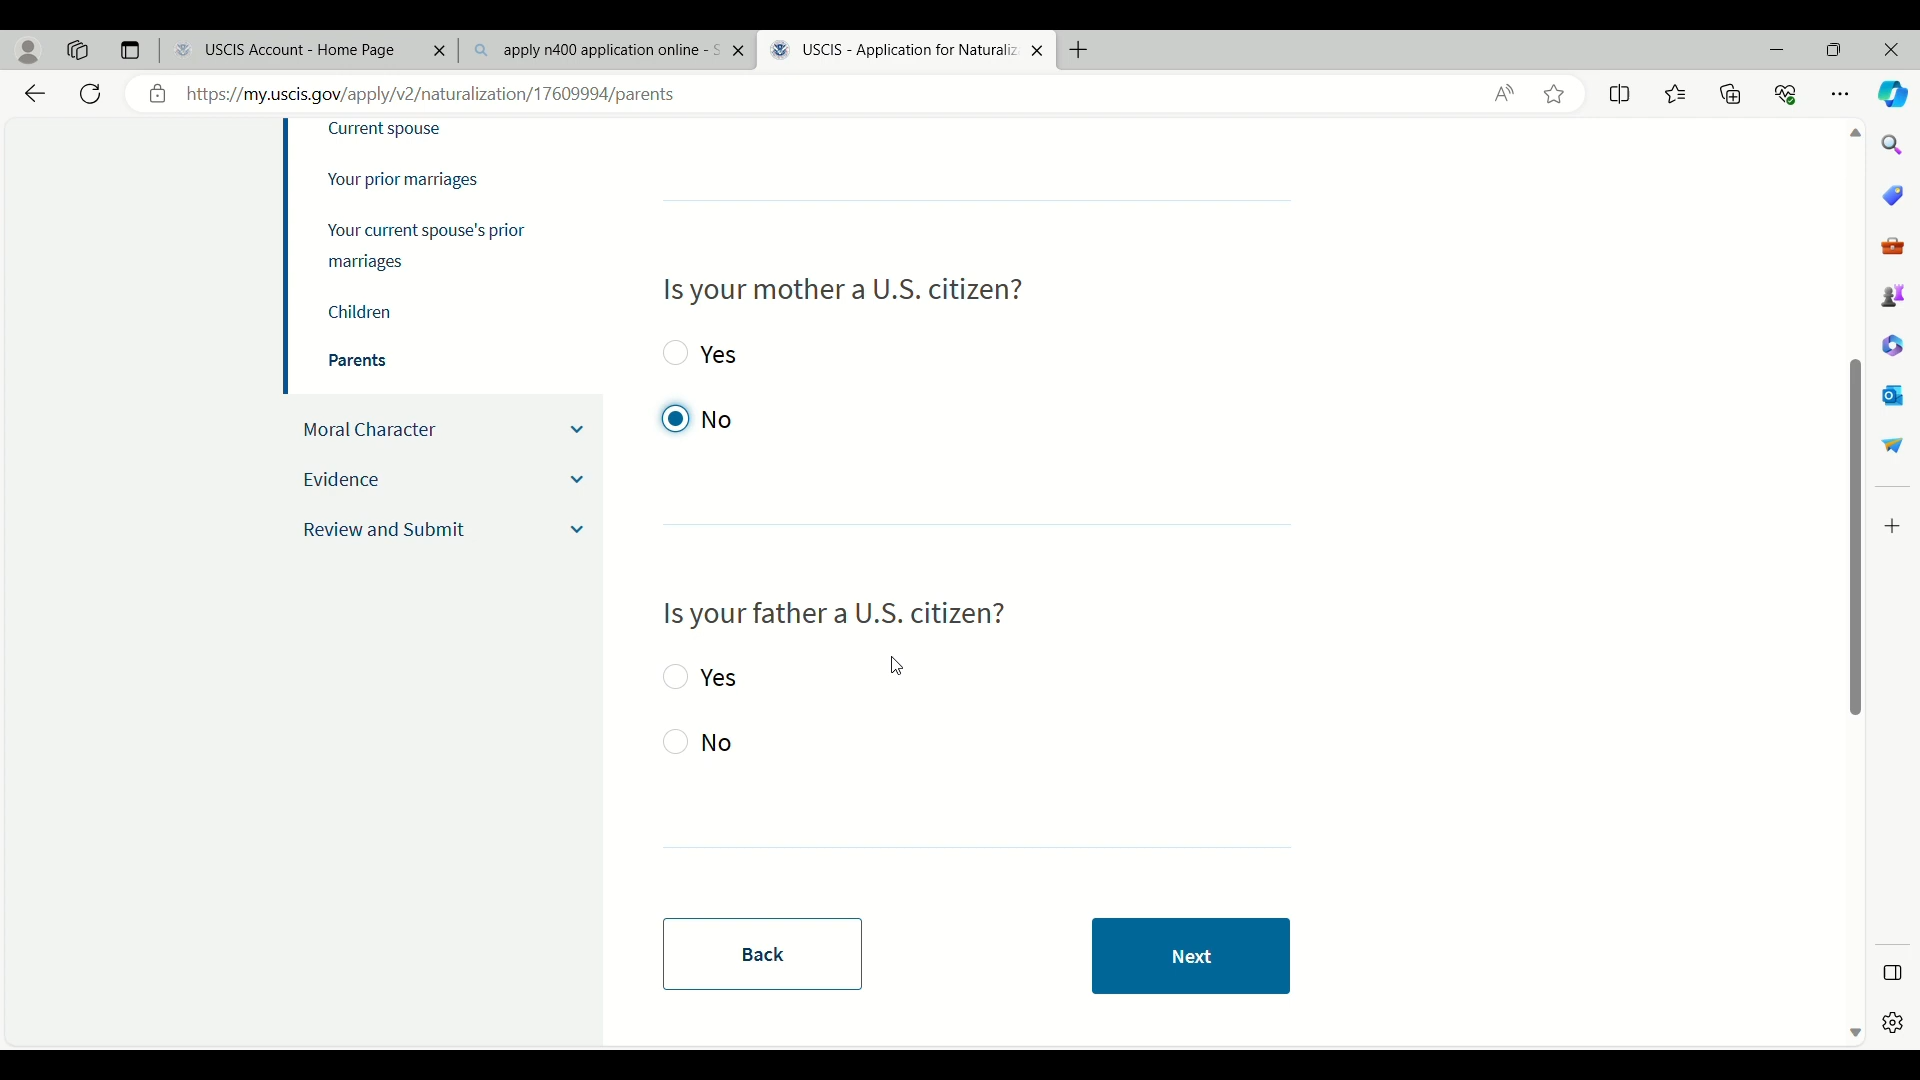 USCIS Account - Home Page
apply n400 application online - S
USCIS - Application for Naturaliz
https://my.uscis.gov/apply/v2/naturalization/17609994/parents
Current spouse
Your prior marriages
Your current spouse's prior
marriages
Children
Parents
Moral Character
Evidence
Review and Submit
Is your mother a U.S. citizen?
Yes
No
Is your father a U.S. citizen?
Yes
No
Back
Next